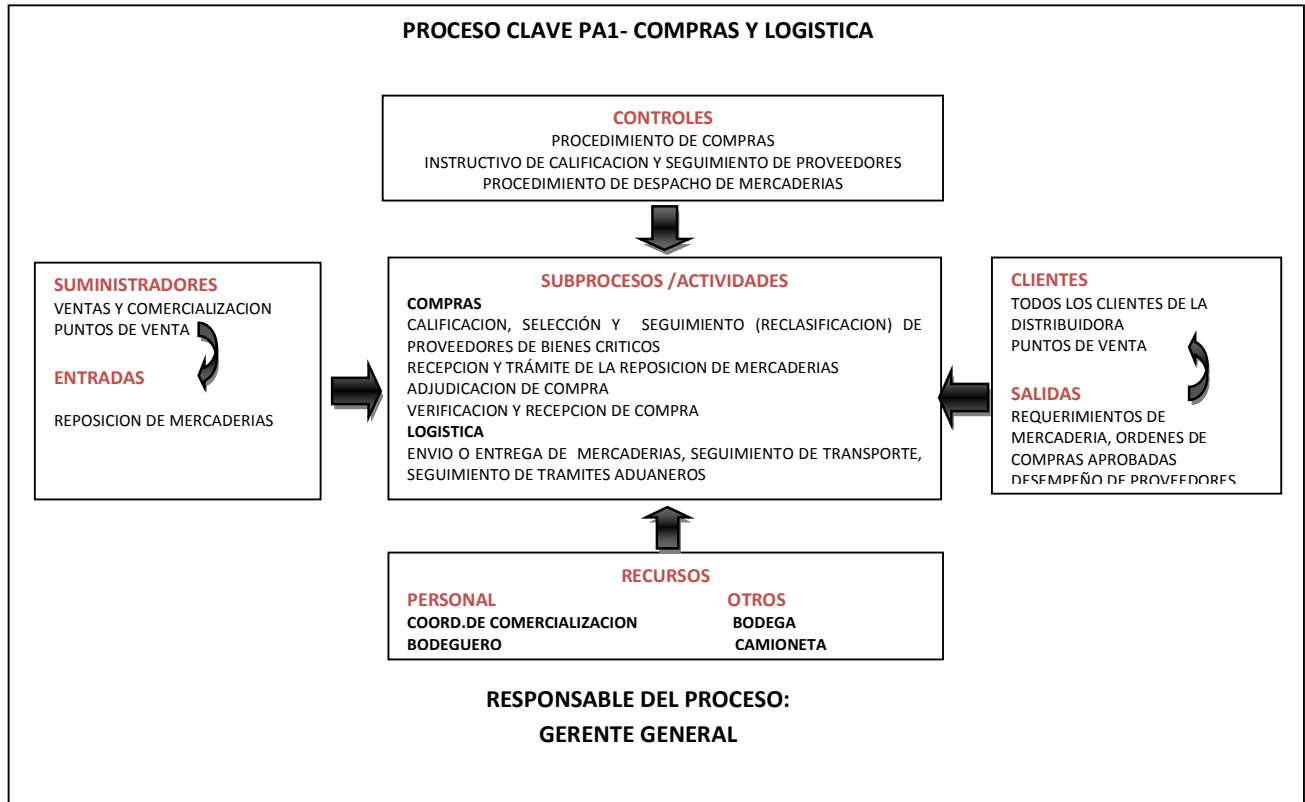 PROCESO CLAVE PA1- COMPRAS Y LOGISTICA
CONTROLES
PROCEDIMIENTO DE COMPRAS
INSTRUCTIVO DE CALIFICACION Y SEGUIMIENTO DE PROVEEDORES
PROCEDIMIENTO DE DESPACHO DE MERCADERIAS
SUMINISTRADORES
VENTAS Y COMERCIALIZACION
PUNTOS DE VENTA
ENTRADAS
REPOSICION DE MERCADERIAS
SUBPROCESOS /ACTIVIDADES
COMPRAS
CALIFICACION, SELECCIÓN Y SEGUIMIENTO (RECLASIFICACION) DE
PROVEEDORES DE BIENES CRITICOS
RECEPCION Y TRÁMITE DE LA REPOSICION DE MERCADERIAS
ADJUDICACION DE COMPRA
VERIFICACION Y RECEPCION DE COMPRA
LOGISTICA
ENVIO O ENTREGA DE MERCADERIAS, SEGUIMIENTO DE TRANSPORTE,
SEGUIMIENTO DE TRAMITES ADUANEROS
CLIENTES
TODOS LOS CLIENTES DE LA
DISTRIBUIDORA
PUNTOS DE VENTA
SALIDAS
REQUERIMIENTOS DE
MERCADERIA, ORDENES DE
COMPRAS APROBADAS
DESEMPEÑO DE PROVEEDORES
RECURSOS
PERSONAL OTROS
COORD.DE COMERCIALIZACION BODEGA
BODEGUERO CAMIONETA
RESPONSABLE DEL PROCESO:
GERENTE GENERAL